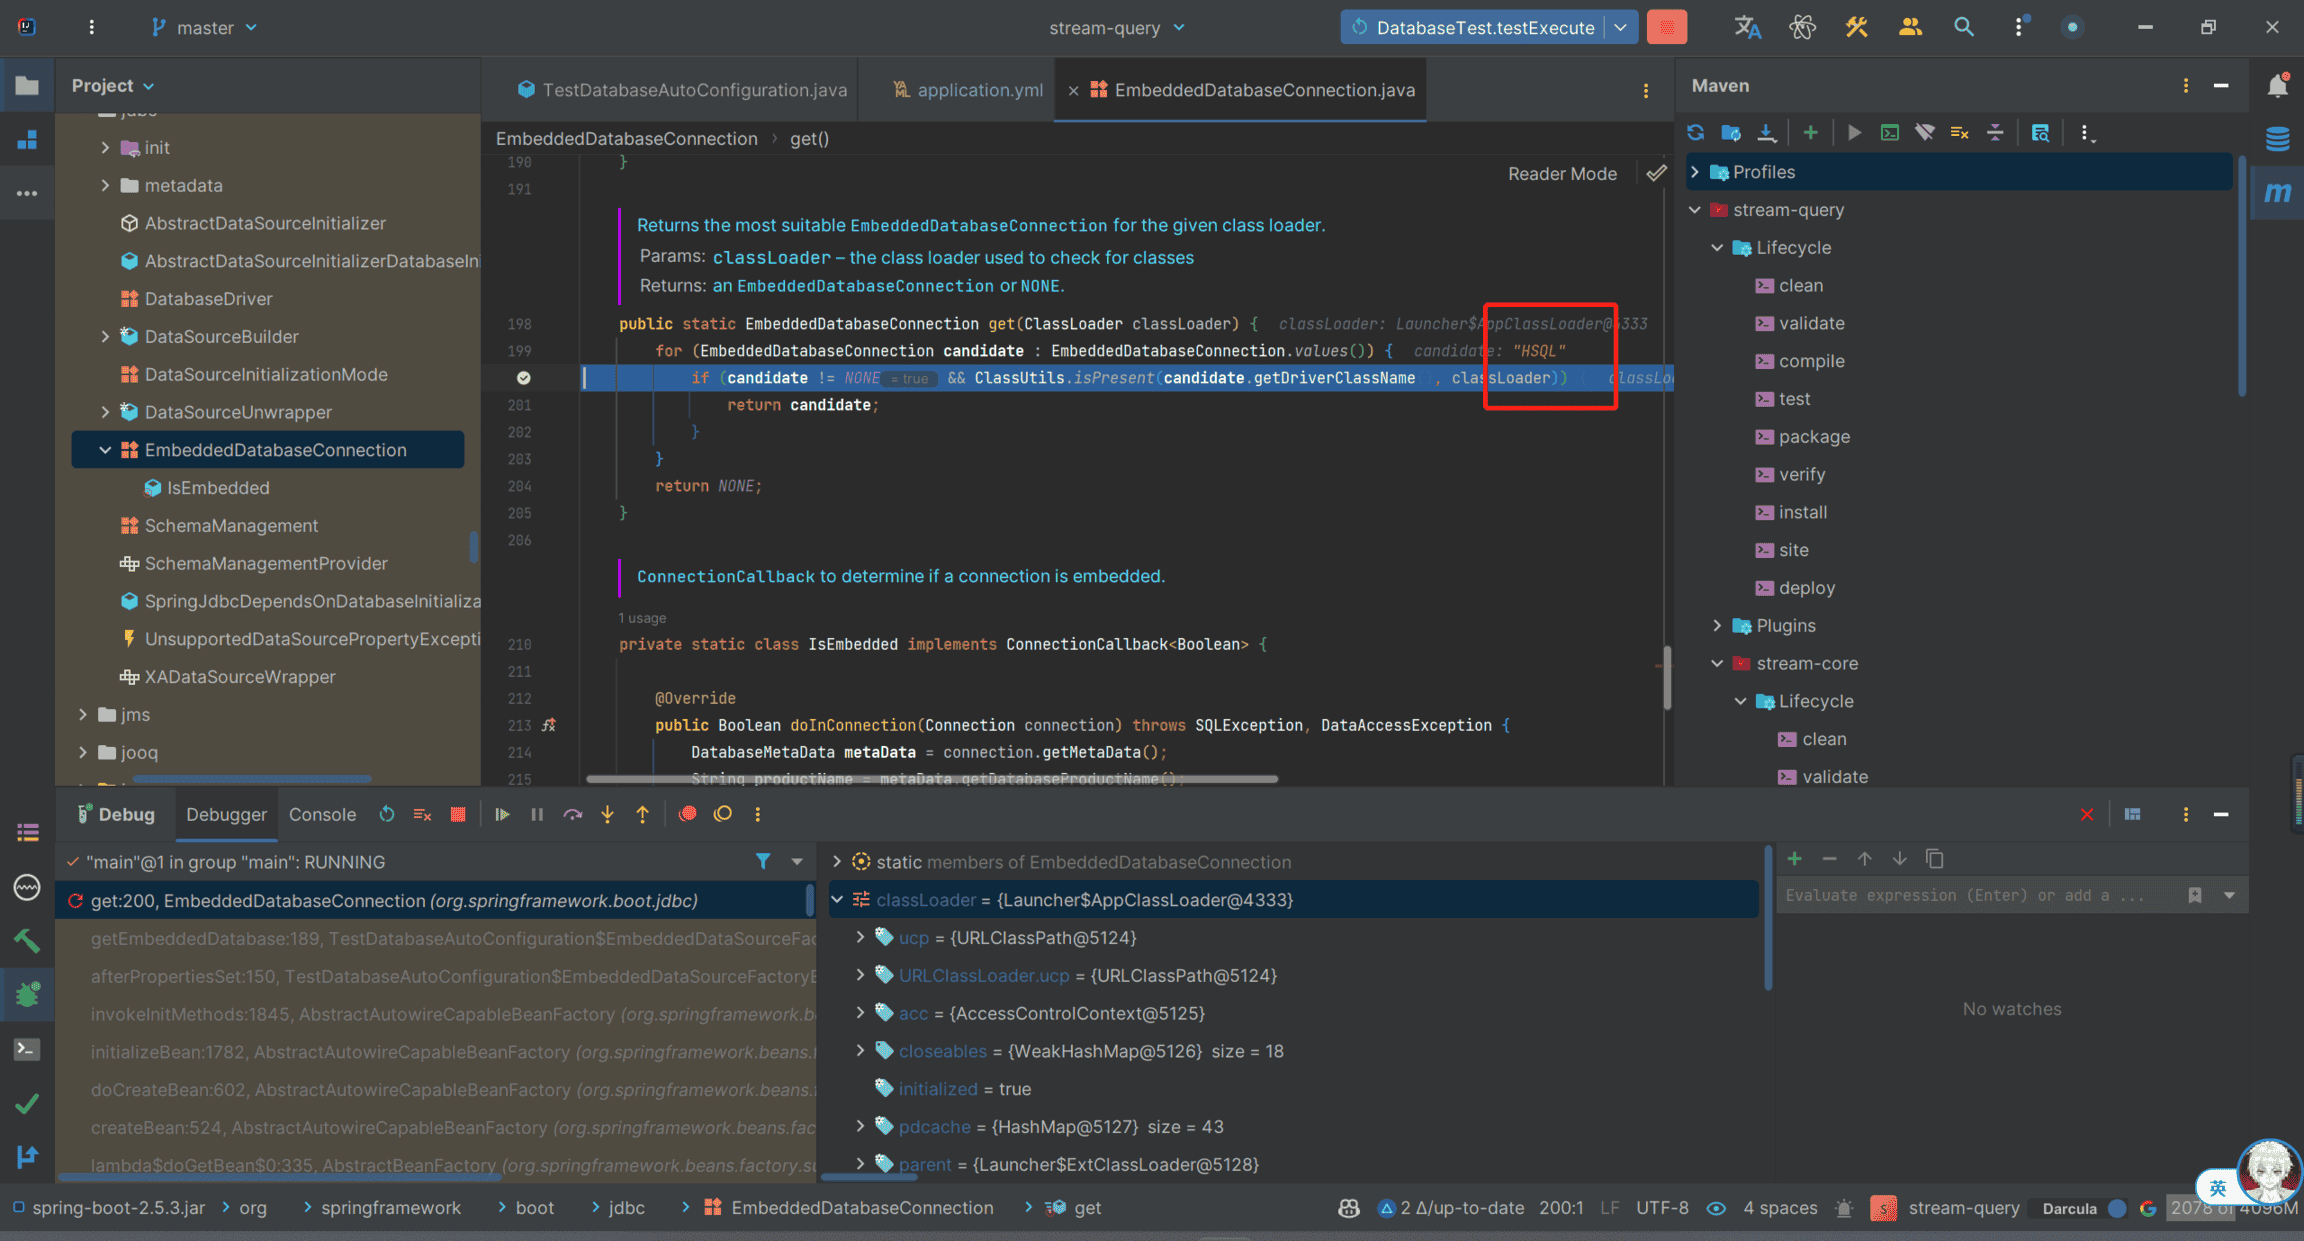 master
stream-query
DatabaseTest.testExecute
Project
TestDatabaseAutoConfiguration.java
application.yml
EmbeddedDatabaseConnection.java
Maven
EmbeddedDatabaseConnection > get()
jdbc
init
metadata
AbstractDataSourceInitializer
AbstractDataSourceInitializerDatabaseIni
DatabaseDriver
DataSourceBuilder
DataSourceInitializationMode
DataSourceUnwrapper
EmbeddedDatabaseConnection
IsEmbedded
SchemaManagement
SchemaManagementProvider
SpringJdbcDependsOnDatabaseInitializa
UnsupportedDataSourcePropertyExcepti
XADataSourceWrapper
jms
jooq
190 }
191
Reader Mode
Returns the most suitable EmbeddedDatabaseConnection for the given class loader.
Params: classLoader – the class loader used to check for classes
Returns: an EmbeddedDatabaseConnection or NONE.
198 public static EmbeddedDatabaseConnection get(ClassLoader classLoader) { classLoader: Launcher$AppClassLoader@4333
199 for (EmbeddedDatabaseConnection candidate : EmbeddedDatabaseConnection.values()) { candidate: "HSQL"
if (candidate != NONE = true && ClassUtils.isPresent(candidate.getDriverClassName , classLoader)) classLo
201 return candidate;
202 }
203 }
204 return NONE;
205 }
206
ConnectionCallback to determine if a connection is embedded.
1 usage
210 private static class IsEmbedded implements ConnectionCallback<Boolean> {
211
212 @Override
213 public Boolean doInConnection(Connection connection) throws SQLException, DataAccessException {
214 DatabaseMetaData metaData = connection.getMetaData();
215 String productName = metaData.getDatabaseProductName();
Profiles
stream-query
Lifecycle
clean
validate
compile
test
package
verify
install
site
deploy
Plugins
stream-core
Lifecycle
clean
validate
Debug
Debugger
Console
"main"@1 in group "main": RUNNING
get:200, EmbeddedDatabaseConnection (org.springframework.boot.jdbc)
getEmbeddedDatabase:189, TestDatabaseAutoConfiguration$EmbeddedDataSourceFac
afterPropertiesSet:150, TestDatabaseAutoConfiguration$EmbeddedDataSourceFactoryB
invokeInitMethods:1845, AbstractAutowireCapableBeanFactory (org.springframework.be
initializeBean:1782, AbstractAutowireCapableBeanFactory (org.springframework.beans.f
doCreateBean:602, AbstractAutowireCapableBeanFactory (org.springframework.beans.f
createBean:524, AbstractAutowireCapableBeanFactory (org.springframework.beans.fac
lambda$doGetBean$0:335, AbstractBeanFactory (org.springframework.beans.factory.su
static members of EmbeddedDatabaseConnection
classLoader = {Launcher$AppClassLoader@4333}
ucp = {URLClassPath@5124}
URLClassLoader.ucp = {URLClassPath@5124}
acc = {AccessControlContext@5125}
closeables = {WeakHashMap@5126} size = 18
initialized = true
pdcache = {HashMap@5127} size = 43
parent = {Launcher$ExtClassLoader@5128}
Evaluate expression (Enter) or add a ...
No watches
英
spring-boot-2.5.3.jar > org > springframework > boot > jdbc > EmbeddedDatabaseConnection > get
2 Δ/up-to-date 200:1 LF UTF-8 4 spaces stream-query Darcula 2078 of 4096M